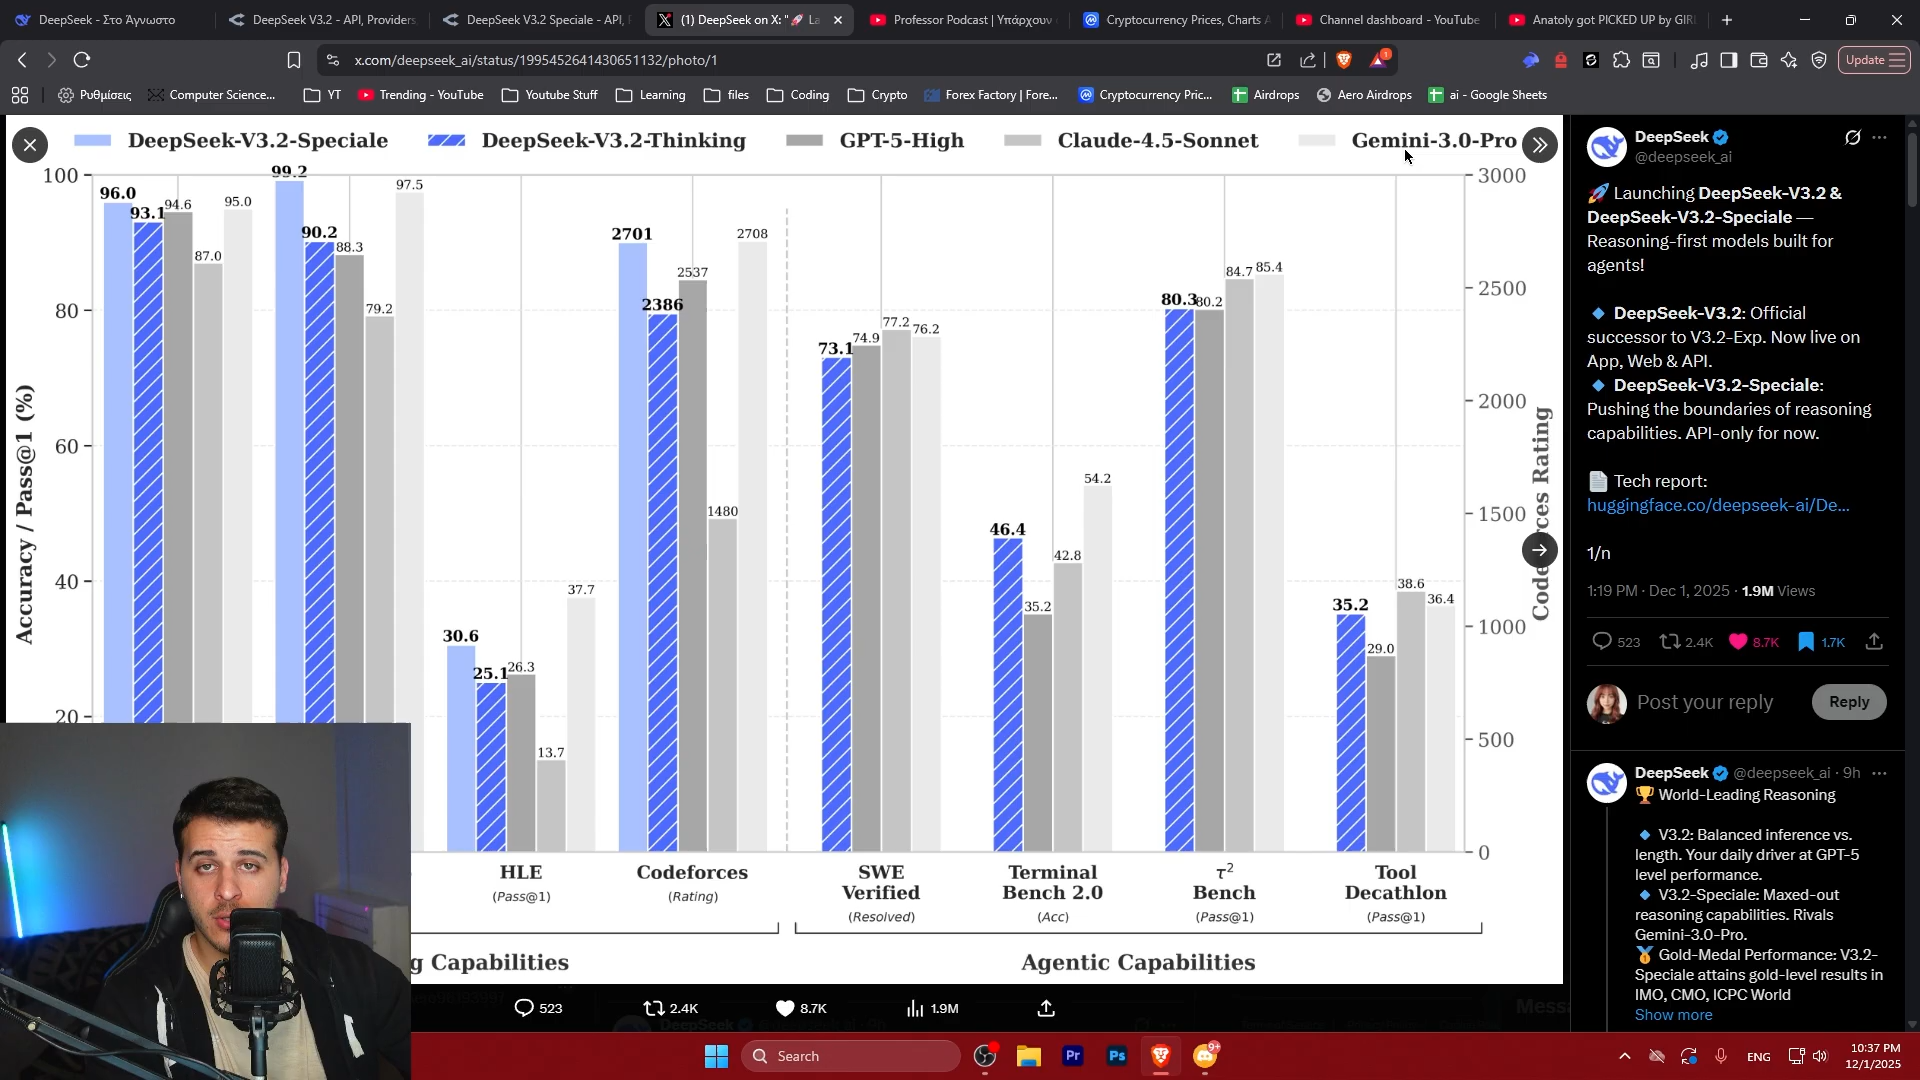 DeepSeek - Στο Άγνωστο
DeepSeek V3.2 - API, Providers,
DeepSeek V3.2 Speciale - API, P
(1) DeepSeek on X: "🚀 La
Professor Podcast | Υπάρχουν
Cryptocurrency Prices, Charts A
Channel dashboard - YouTube
Anatoly got PICKED UP by GIRL
x.com/deepseek_ai/status/1995452641430651132/photo/1
1
Update
Ρυθμίσεις
Computer Science...
YT
Trending - YouTube
Youtube Stuff
Learning
files
Coding
Crypto
Forex Factory | Fore...
Cryptocurrency Pric...
Airdrops
Aero Airdrops
ai - Google Sheets
DeepSeek-V3.2-Speciale
DeepSeek-V3.2-Thinking
GPT-5-High
Claude-4.5-Sonnet
Gemini-3.0-Pro
Accuracy / Pass@1 (%)
100
80
60
40
20
96.0
93.1
94.6
87.0
95.0
99.2
90.2
88.3
79.2
97.5
30.6
25.1
26.3
13.7
37.7
2701
2386
2537
1480
2708
73.1
74.9
77.2
76.2
46.4
35.2
42.8
54.2
80.3
80.2
84.7
85.4
35.2
29.0
38.6
36.4
3000
2500
2000
1500
1000
500
0
Codeforces Rating
HLE
(Pass@1)
Codeforces
(Rating)
SWE
Verified
(Resolved)
Terminal
Bench 2.0
(Acc)
τ²
Bench
(Pass@1)
Tool
Decathlon
(Pass@1)
g Capabilities
Agentic Capabilities
523
2.4K
8.7K
1.9M
DeepSeek
@deepseek_ai
🚀 Launching DeepSeek-V3.2 &
DeepSeek-V3.2-Speciale —
Reasoning-first models built for
agents!
🔹 DeepSeek-V3.2: Official
successor to V3.2-Exp. Now live on
App, Web & API.
🔹 DeepSeek-V3.2-Speciale:
Pushing the boundaries of reasoning
capabilities. API-only for now.
📄 Tech report:
huggingface.co/deepseek-ai/De...
1/n
1:19 PM · Dec 1, 2025 · 1.9M Views
523
2.4K
8.7K
1.7K
Post your reply
Reply
DeepSeek @deepseek_ai · 9h
🏆 World-Leading Reasoning
🔹 V3.2: Balanced inference vs.
length. Your daily driver at GPT-5
level performance.
🔹 V3.2-Speciale: Maxed-out
reasoning capabilities. Rivals
Gemini-3.0-Pro.
🥇 Gold-Medal Performance: V3.2-
Speciale attains gold-level results in
IMO, CMO, ICPC World
Show more
Search
Pr
Ps
9+
ENG
10:37 PM
12/1/2025